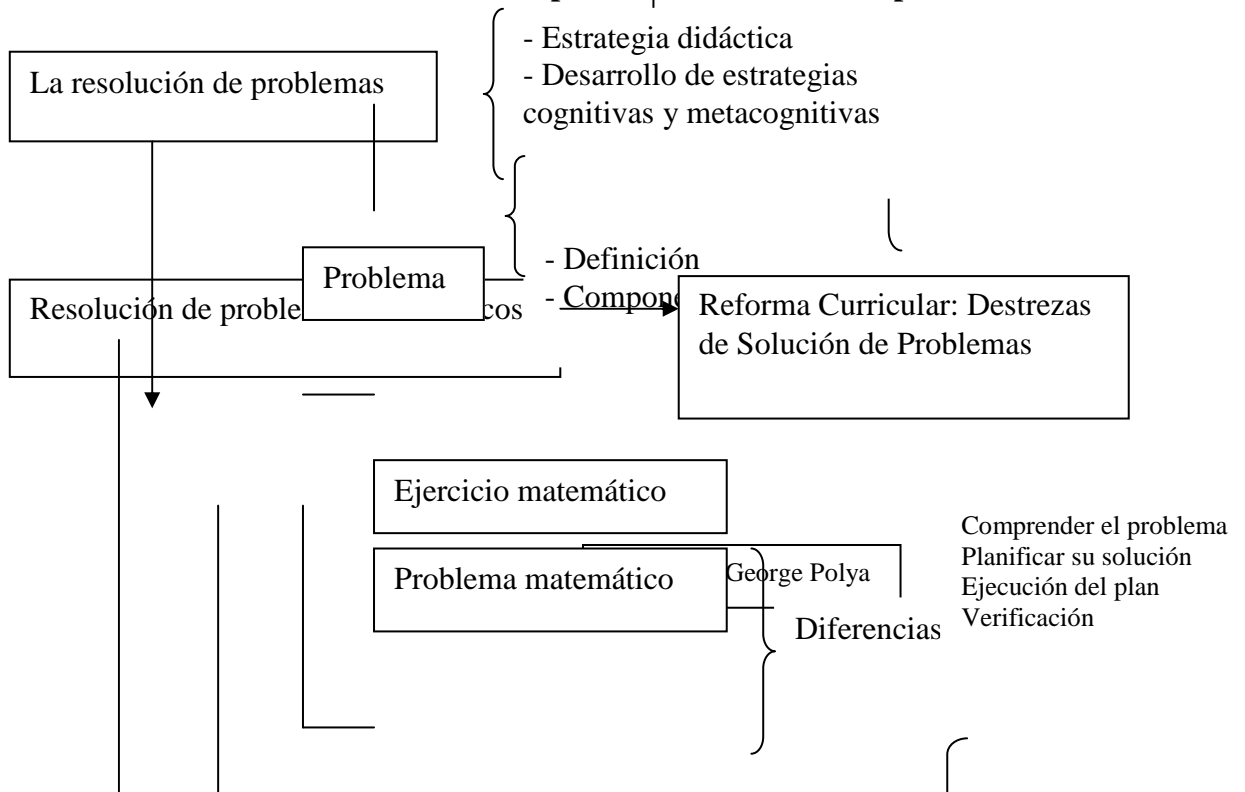 - Estrategia didáctica
La resolución de problemas
- Desarrollo de estrategias
cognitivas y metacognitivas
- Definición
Problema
- Compone
Resolución de proble cos
Reforma Curricular: Destrezas
de Solución de Problemas
Ejercicio matemático
Problema matemático
George Polya
Diferencias
Comprender el problema
Planificar su solución
Ejecución del plan
Verificación